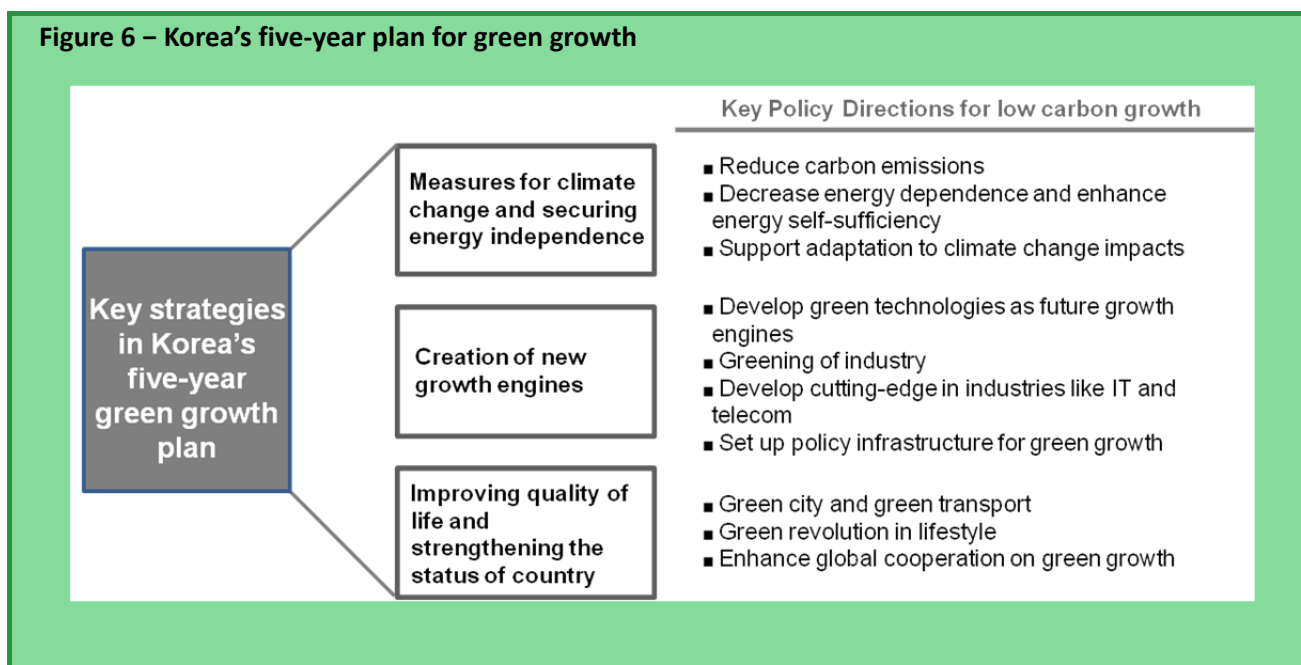 Figure 6 – Korea’s five-year plan for green growth
Key Policy Directions for low carbon growth
Key strategies
in Korea’s
five-year
green growth
plan
Measures for climate
change and securing
energy independence
■ Reduce carbon emissions
■ Decrease energy dependence and enhance
energy self-sufficiency
■ Support adaptation to climate change impacts
Creation of new
growth engines
■ Develop green technologies as future growth
engines
■ Greening of industry
■ Develop cutting-edge in industries like IT and
telecom
■ Set up policy infrastructure for green growth
Improving quality of
life and
strengthening the
status of country
■ Green city and green transport
■ Green revolution in lifestyle
■ Enhance global cooperation on green growth